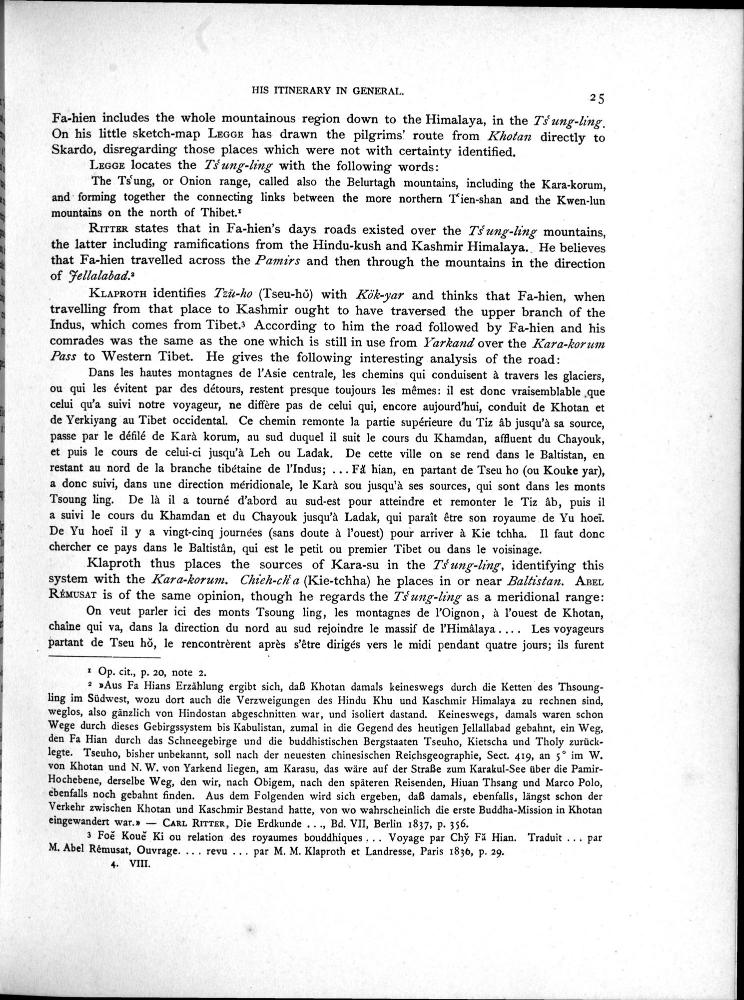 HIS ITINERARY IN GENERAL.
25
Fa-hien includes the whole mountainous region down to the Himalaya, in the Ts‘ung-ling.
On his little sketch-map LEGGE has drawn the pilgrims' route from Khotan directly to
Skardo, disregarding those places which were not with certainty identified.
LEGGE locates the Ts‘ung-ling with the following words:
The Ts‘ung, or Onion range, called also the Belurtagh mountains, including the Kara-korum,
and forming together the connecting links between the more northern T‘ien-shan and the Kwen-lun
mountains on the north of Thibet.¹
RITTER states that in Fa-hien's days roads existed over the Ts‘ung-ling mountains,
the latter including ramifications from the Hindu-kush and Kashmir Himalaya. He believes
that Fa-hien travelled across the Pamirs and then through the mountains in the direction
of Jellalabad.²
KLAPROTH identifies Tzŭ-ho (Tseu-hŏ) with Kök-yar and thinks that Fa-hien, when
travelling from that place to Kashmir ought to have traversed the upper branch of the
Indus, which comes from Tibet.³ According to him the road followed by Fa-hien and his
comrades was the same as the one which is still in use from Yarkand over the Kara-korum
Pass to Western Tibet. He gives the following interesting analysis of the road:
Dans les hautes montagnes de l'Asie centrale, les chemins qui conduisent à travers les glaciers,
ou qui les évitent par des détours, restent presque toujours les mêmes: il est donc vraisemblable que
celui qu'a suivi notre voyageur, ne diffère pas de celui qui, encore aujourd'hui, conduit de Khotan et
de Yerkiyang au Tibet occidental. Ce chemin remonte la partie supérieure du Tiz âb jusqu'à sa source,
passe par le défilé de Karà korum, au sud duquel il suit le cours du Khamdan, affluent du Chayouk,
et puis le cours de celui-ci jusqu'à Leh ou Ladak. De cette ville on se rend dans le Baltistan, en
restant au nord de la branche tibétaine de l'Indus; ... Fǎ hian, en partant de Tseu ho (ou Kouke yar),
a donc suivi, dans une direction méridionale, le Karà sou jusqu'à ses sources, qui sont dans les monts
Tsoung ling. De là il a tourné d'abord au sud-est pour atteindre et remonter le Tiz âb, puis il
a suivi le cours du Khamdan et du Chayouk jusqu'à Ladak, qui paraît être son royaume de Yu hoeï.
De Yu hoeï il y a vingt-cinq journées (sans doute à l'ouest) pour arriver à Kie tchha. Il faut donc
chercher ce pays dans le Baltistân, qui est le petit ou premier Tibet ou dans le voisinage.
Klaproth thus places the sources of Kara-su in the Ts‘ung-ling, identifying this
system with the Kara-korum. Chieh-ch‘a (Kie-tchha) he places in or near Baltistan. ABEL
RÉMUSAT is of the same opinion, though he regards the Ts‘ung-ling as a meridional range:
On veut parler ici des monts Tsoung ling, les montagnes de l'Oignon, à l'ouest de Khotan,
chaîne qui va, dans la direction du nord au sud rejoindre le massif de l'Himâlaya .... Les voyageurs
partant de Tseu hŏ, le rencontrèrent après s'être dirigés vers le midi pendant quatre jours; ils furent
¹ Op. cit., p. 20, note 2.
² »Aus Fa Hians Erzählung ergibt sich, daß Khotan damals keineswegs durch die Ketten des Thsoung-
ling im Südwest, wozu dort auch die Verzweigungen des Hindu Khu und Kaschmir Himalaya zu rechnen sind,
weglos, also gänzlich von Hindostan abgeschnitten war, und isoliert dastand. Keineswegs, damals waren schon
Wege durch dieses Gebirgssystem bis Kabulistan, zumal in die Gegend des heutigen Jellallabad gebahnt, ein Weg,
den Fa Hian durch das Schneegebirge und die buddhistischen Bergstaaten Tseuho, Kietscha und Tholy zurück-
legte. Tseuho, bisher unbekannt, soll nach der neuesten chinesischen Reichsgeographie, Sect. 419, an 5° im W.
von Khotan und N. W. von Yarkend liegen, am Karasu, das wäre auf der Straße zum Karakul-See über die Pamir-
Hochebene, derselbe Weg, den wir, nach Obigem, nach den späteren Reisenden, Hiuan Thsang und Marco Polo,
ebenfalls noch gebahnt finden. Aus dem Folgenden wird sich ergeben, daß damals, ebenfalls, längst schon der
Verkehr zwischen Khotan und Kaschmir Bestand hatte, von wo wahrscheinlich die erste Buddha-Mission in Khotan
eingewandert war.» — CARL RITTER, Die Erdkunde ..., Bd. VII, Berlin 1837, p. 356.
³ Foĕ Kouĕ Ki ou relation des royaumes bouddhiques ... Voyage par Chy̆ Fǎ Hian. Traduit ... par
M. Abel Rémusat, Ouvrage. ... revu ... par M. M. Klaproth et Landresse, Paris 1836, p. 29.
4. VIII.